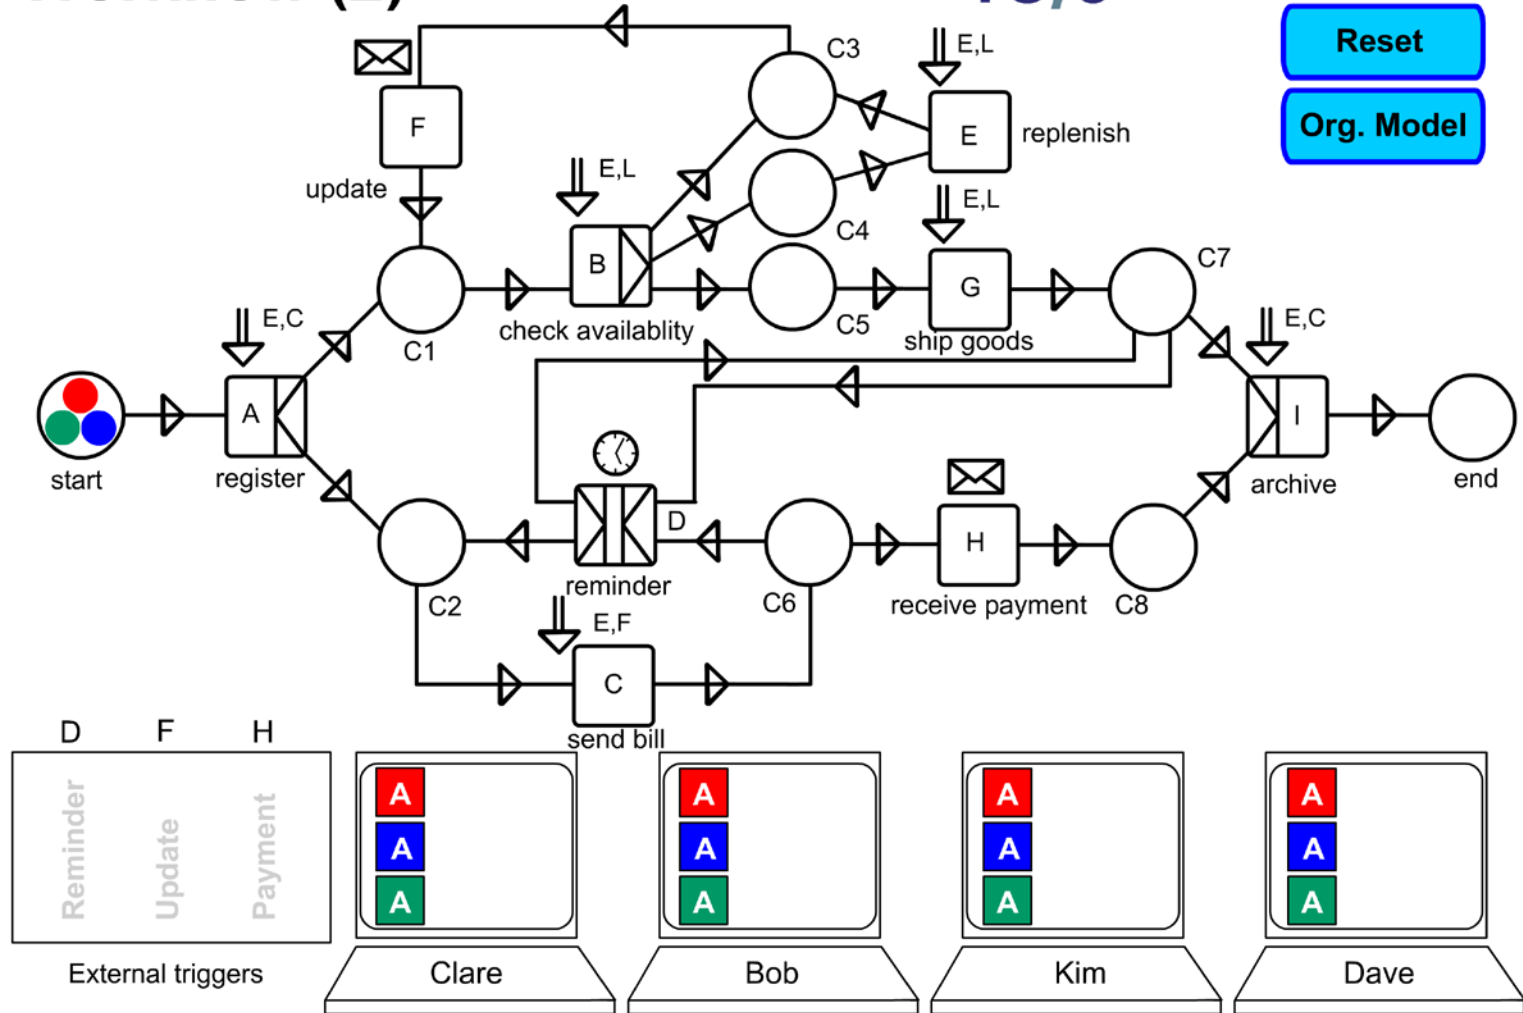 Reset
Org. Model
C3
E,L
F
E
replenish
update
E,L
E,L
C4
B
G
C7
C5
check availablity
ship goods
E,C
C1
E,C
A
I
start
register
archive
end
D
H
reminder
C2
C6
receive payment
C8
E,F
C
send bill
D F H
Reminder
Update
Payment
A A A A
A A A A
A A A A
External triggers
Clare
Bob
Kim
Dave